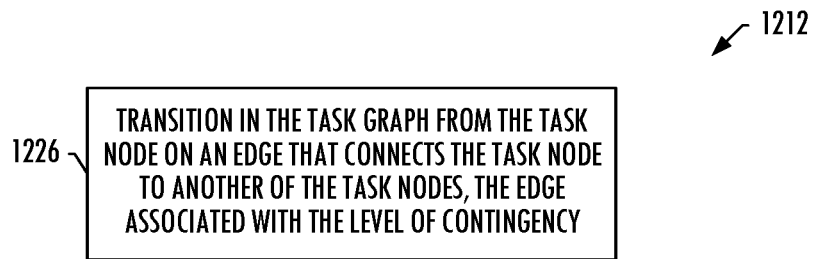 1212
TRANSITION IN THE TASK GRAPH FROM THE TASK
1226
NODE ON AN EDGE THAT CONNECTS THE TASK NODE
TO ANOTHER OF THE TASK NODES, THE EDGE
ASSOCIATED WITH THE LEVEL OF CONTINGENCY